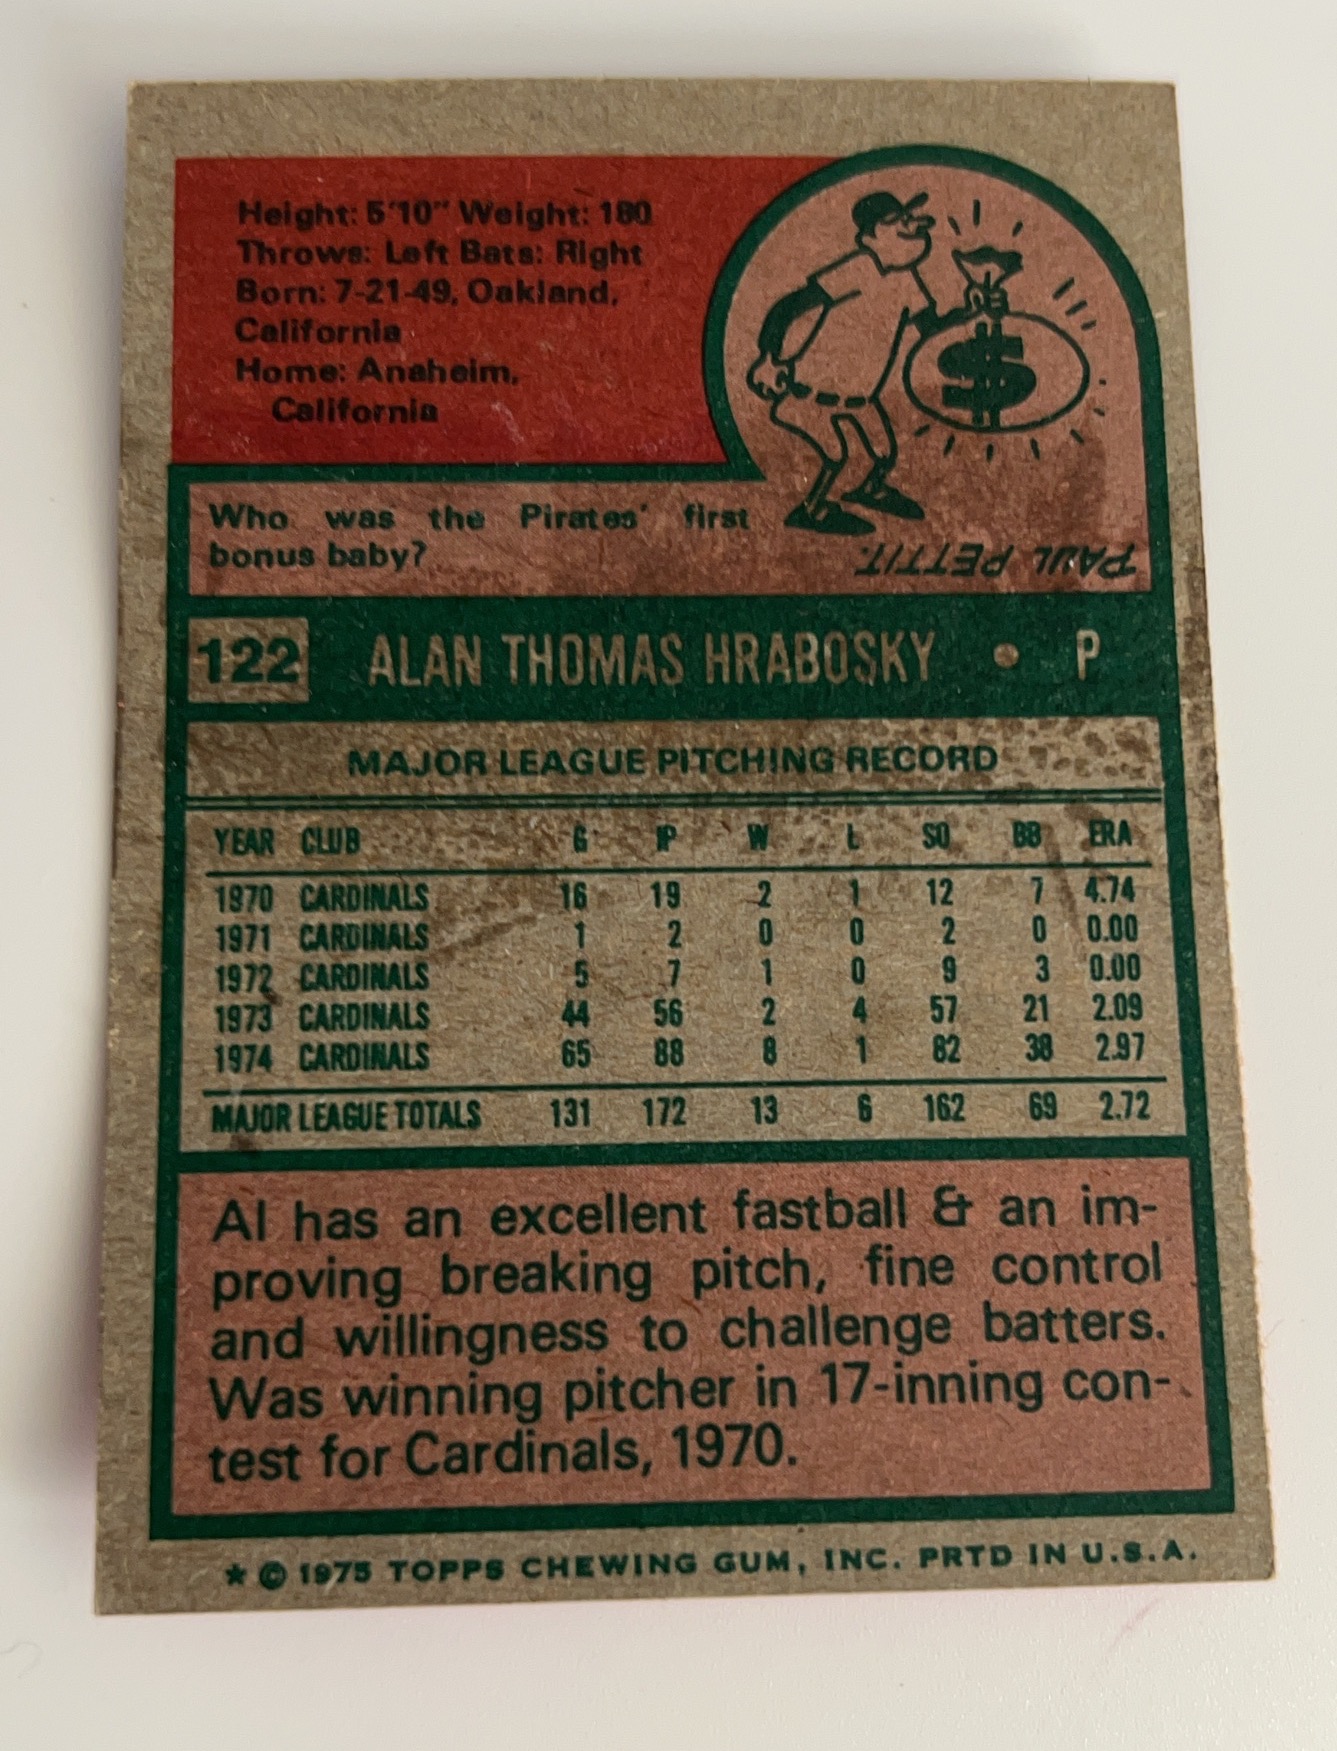 Height: 5'10" Weight: 180
Throws: Left Bats: Right
Born: 7-21-49, Oakland,
California
Home: Anaheim,
California
$
Who was the Pirates' first
bonus baby?
PAUL PETTIT.
122 ALAN THOMAS HRABOSKY • P
MAJOR LEAGUE PITCHING RECORD
YEAR CLUB G IP W L SO BB ERA
1970 CARDINALS 16 19 2 1 12 7 4.74
1971 CARDINALS 1 2 0 0 2 0 0.00
1972 CARDINALS 5 7 1 0 9 3 0.00
1973 CARDINALS 44 56 2 4 57 21 2.09
1974 CARDINALS 65 88 8 1 82 38 2.97
MAJOR LEAGUE TOTALS 131 172 13 6 162 69 2.72
Al has an excellent fastball & an im-
proving breaking pitch, fine control
and willingness to challenge batters.
Was winning pitcher in 17-inning con-
test for Cardinals, 1970.
★ © 1975 TOPPS CHEWING GUM, INC. PRTD IN U.S.A.